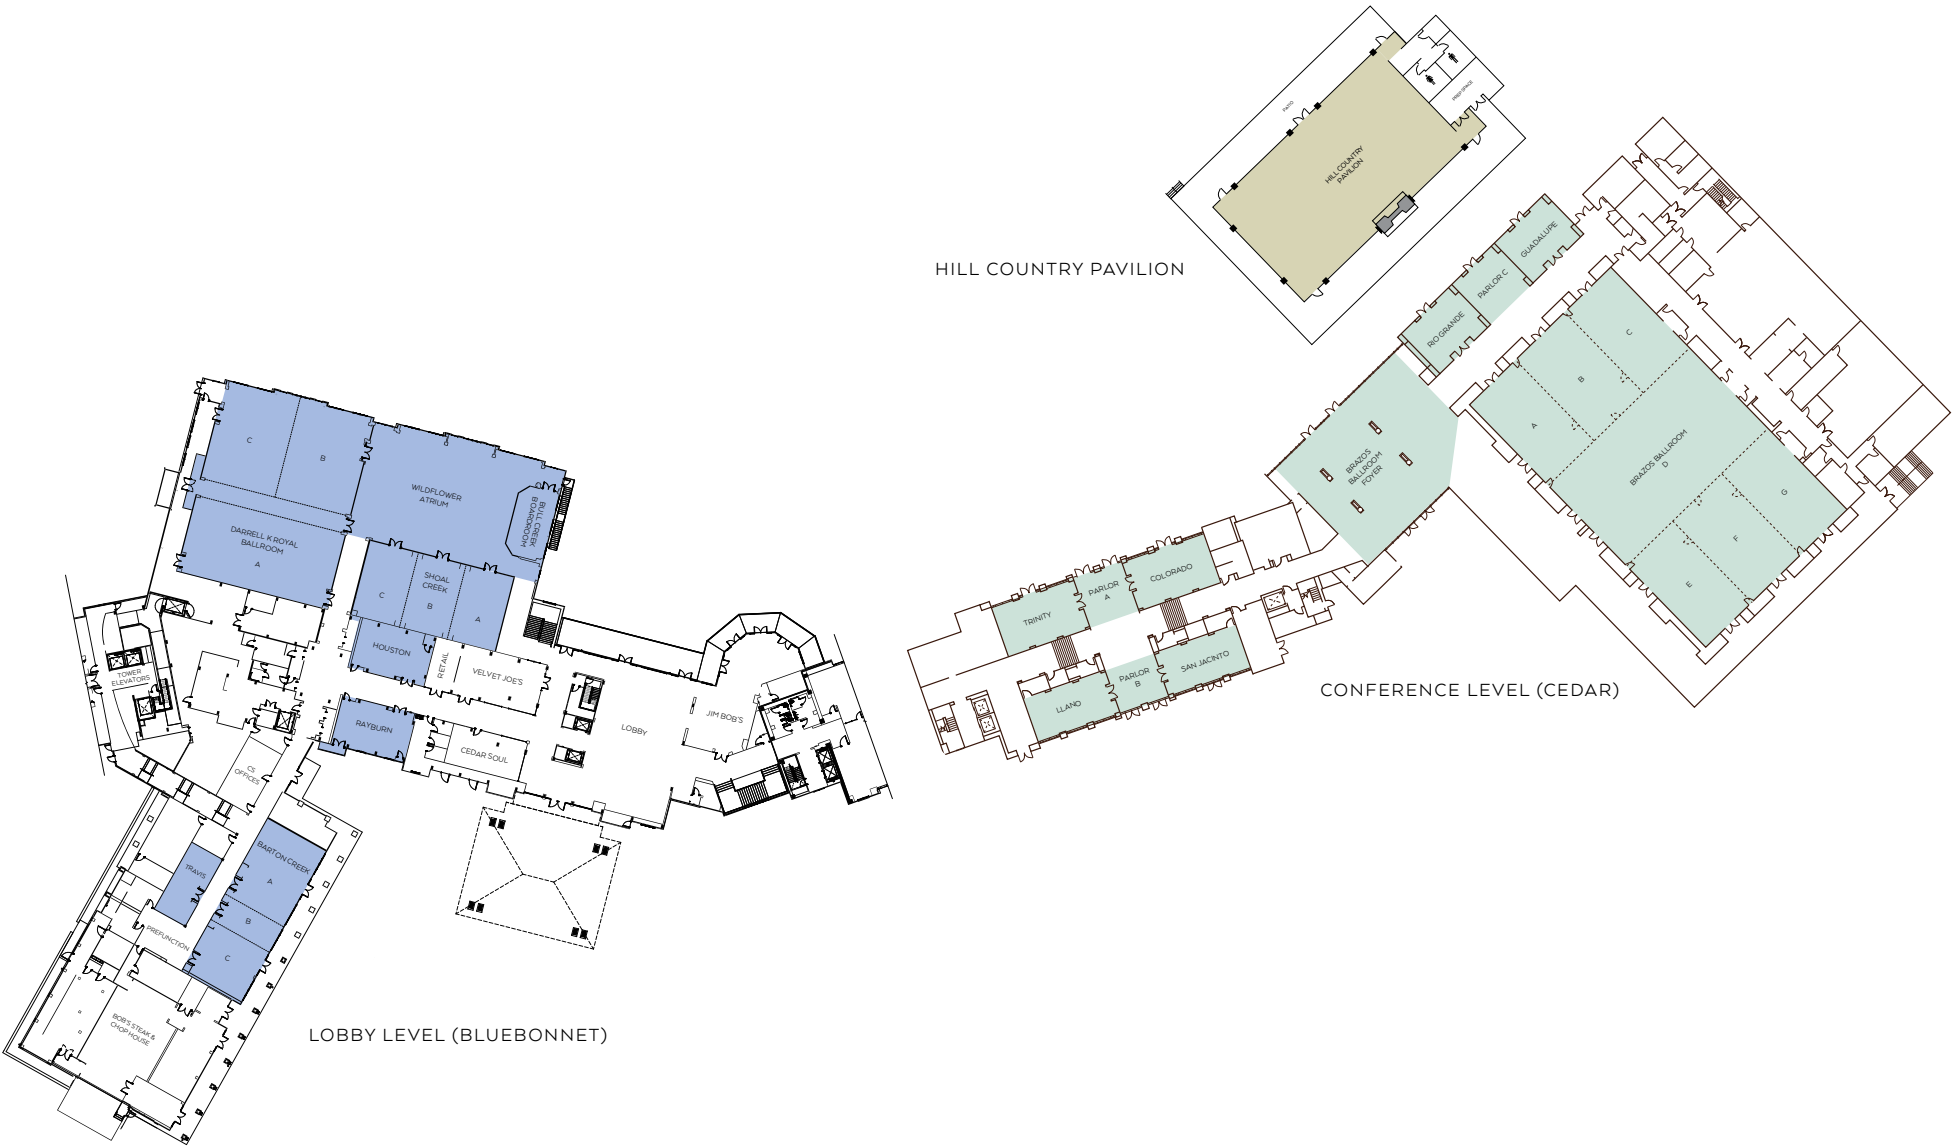 PATIO
PREP SPACE
HILL COUNTRY
PAVILION
HILL COUNTRY PAVILION
GUADALUPE
PARLOR C
RIO GRANDE
C
B
A
BRAZOS BALLROOM
D
G
F
E
BRAZOS
BALLROOM
FOYER
COLORADO
PARLOR
A
TRINITY
SAN JACINTO
PARLOR
B
LLANO
CONFERENCE LEVEL (CEDAR)
C
B
WILDFLOWER
ATRIUM
BULL CREEK
BOARDROOM
DARRELL K ROYAL
BALLROOM
A
SHOAL
CREEK
C
B
A
HOUSTON
RETAIL
VELVET JOE'S
TOWER
ELEVATORS
RAYBURN
CEDAR SOUL
LOBBY
JIM BOB'S
CS
OFFICES
BARTON CREEK
A
TRAVIS
B
PREFUNCTION
C
BOB'S STEAK &
CHOP HOUSE
LOBBY LEVEL (BLUEBONNET)